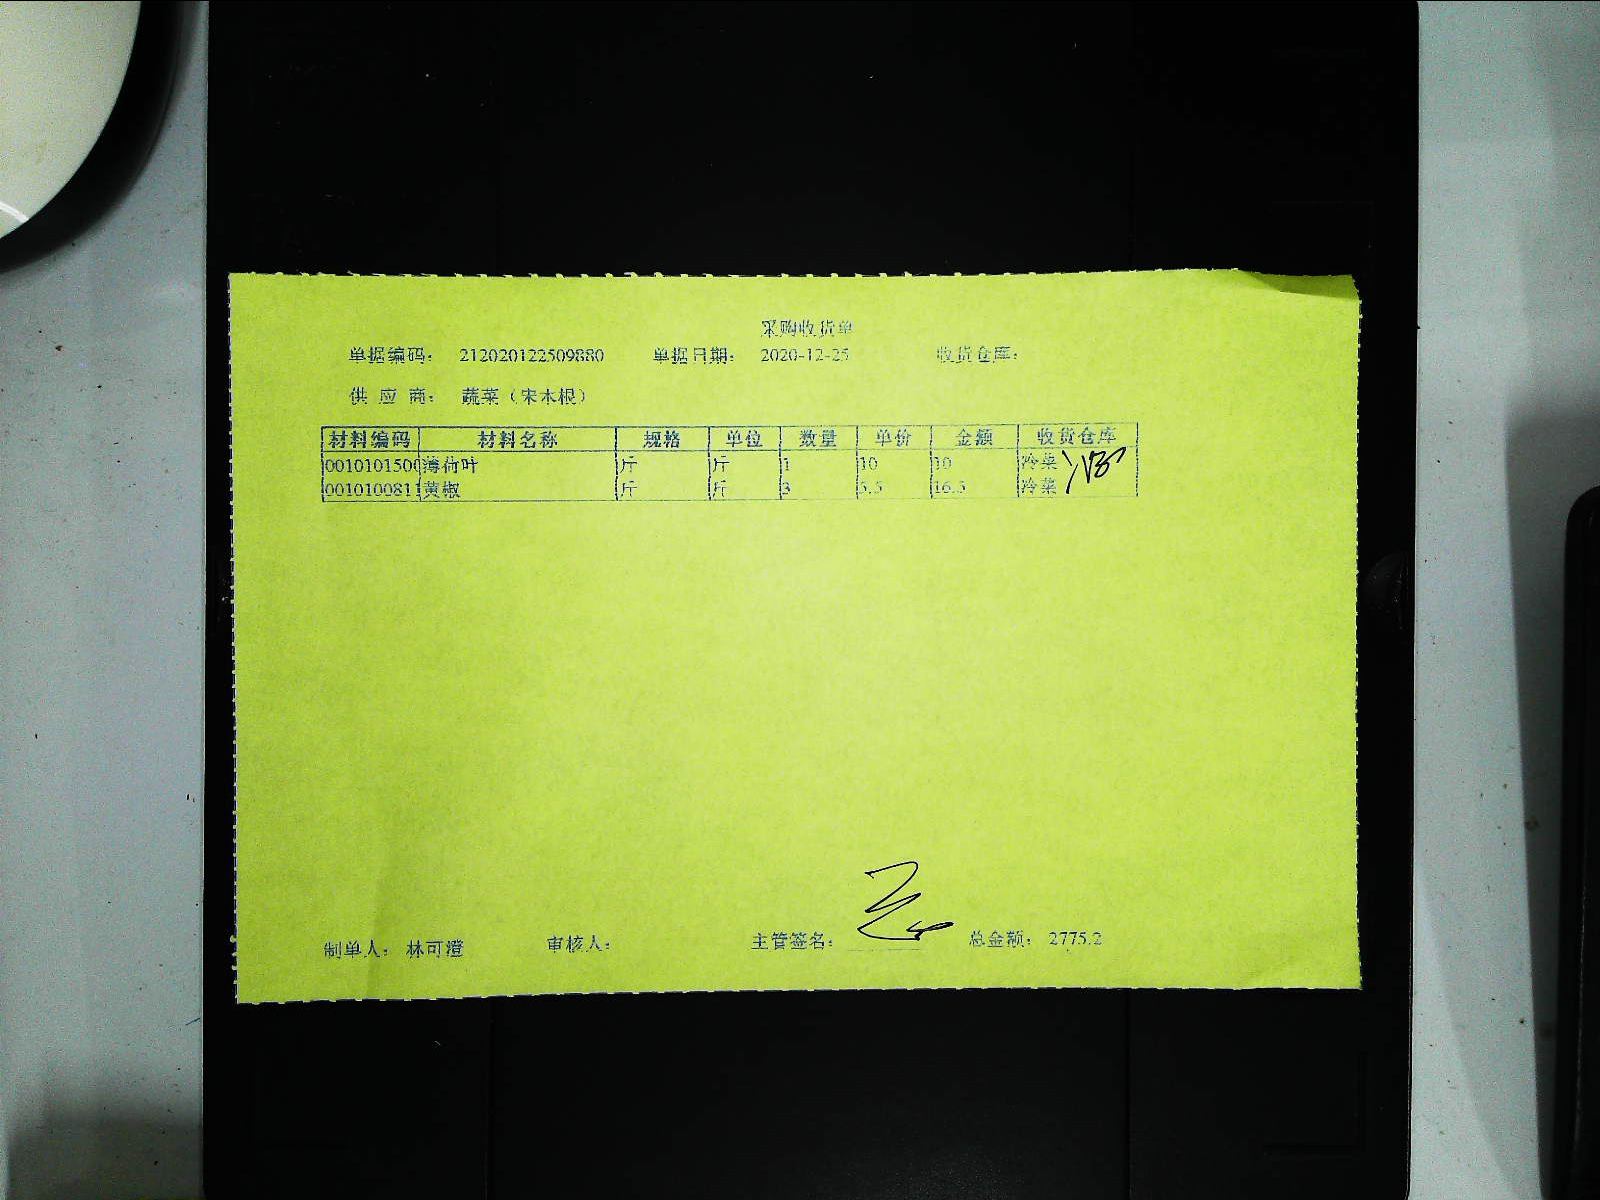 采购收货单
单据编码： 212020122509880 单据日期： 2020-12-25 收货仓库：
供 应 商： 蔬菜（宋木根）
材料编码 材料名称 规格 单位 数量 单价 金额 收货仓库
0010101500 薄荷叶 斤 斤 1 10 10 冷菜
0010100811 黄椒 斤 斤 3 5.5 16.5 冷菜
制单人： 林可澄 审核人： 主管签名： 总金额： 2775.2